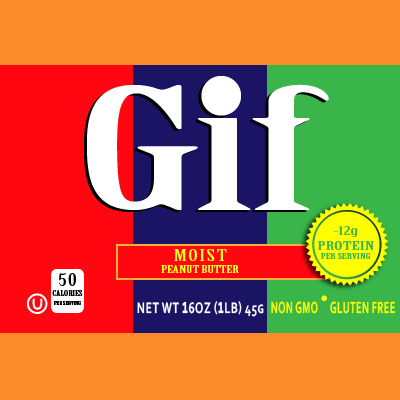 Gif
MOIST
PEANUT BUTTER
-12g
PROTEIN
PER SERVING
50
CALORIES
PER SERVING
U
NET WT 16OZ (1LB) 45G NON GMO • GLUTEN FREE